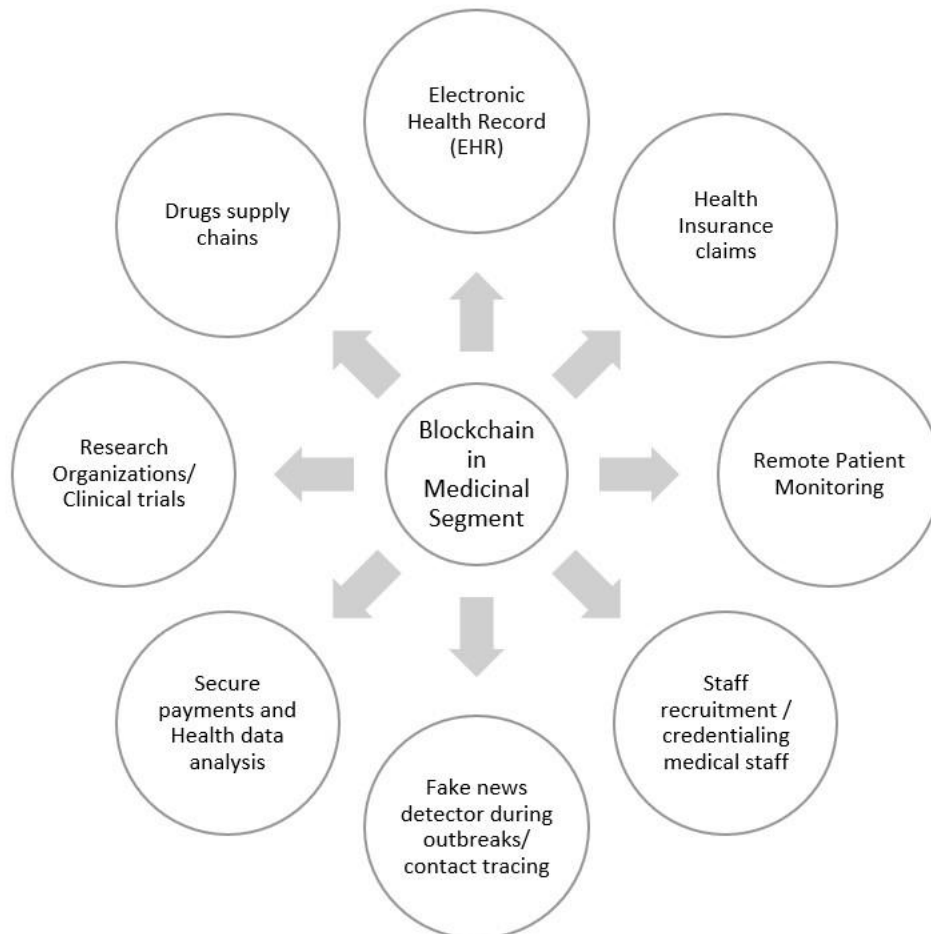 Electronic
Health Record
(EHR)
Health
Insurance
claims
Remote Patient
Monitoring
Staff
recruitment /
credentialing
medical staff
Fake news
detector during
outbreaks/
contact tracing
Secure
payments and
Health data
analysis
Research
Organizations/
Clinical trials
Drugs supply
chains
Blockchain
in
Medicinal
Segment